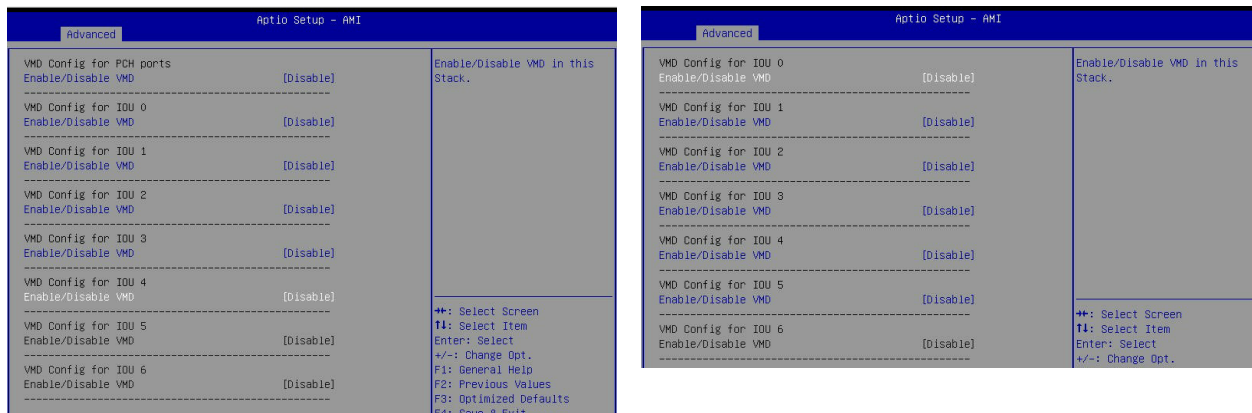 Aptio Setup - AMI
Advanced
VMD Config for PCH ports
Enable/Disable VMD [Disable]
VMD Config for IOU 0
Enable/Disable VMD [Disable]
VMD Config for IOU 1
Enable/Disable VMD [Disable]
VMD Config for IOU 2
Enable/Disable VMD [Disable]
VMD Config for IOU 3
Enable/Disable VMD [Disable]
VMD Config for IOU 4
Enable/Disable VMD [Disable]
VMD Config for IOU 5
Enable/Disable VMD [Disable]
VMD Config for IOU 6
Enable/Disable VMD [Disable]
Enable/Disable VMD in this
Stack.
→←: Select Screen
↑↓: Select Item
Enter: Select
+/-: Change Opt.
F1: General Help
F2: Previous Values
F3: Optimized Defaults
F4: Save & Exit
Aptio Setup - AMI
Advanced
VMD Config for IOU 0
Enable/Disable VMD [Disable]
VMD Config for IOU 1
Enable/Disable VMD [Disable]
VMD Config for IOU 2
Enable/Disable VMD [Disable]
VMD Config for IOU 3
Enable/Disable VMD [Disable]
VMD Config for IOU 4
Enable/Disable VMD [Disable]
VMD Config for IOU 5
Enable/Disable VMD [Disable]
VMD Config for IOU 6
Enable/Disable VMD [Disable]
Enable/Disable VMD in this
Stack.
→←: Select Screen
↑↓: Select Item
Enter: Select
+/-: Change Opt.